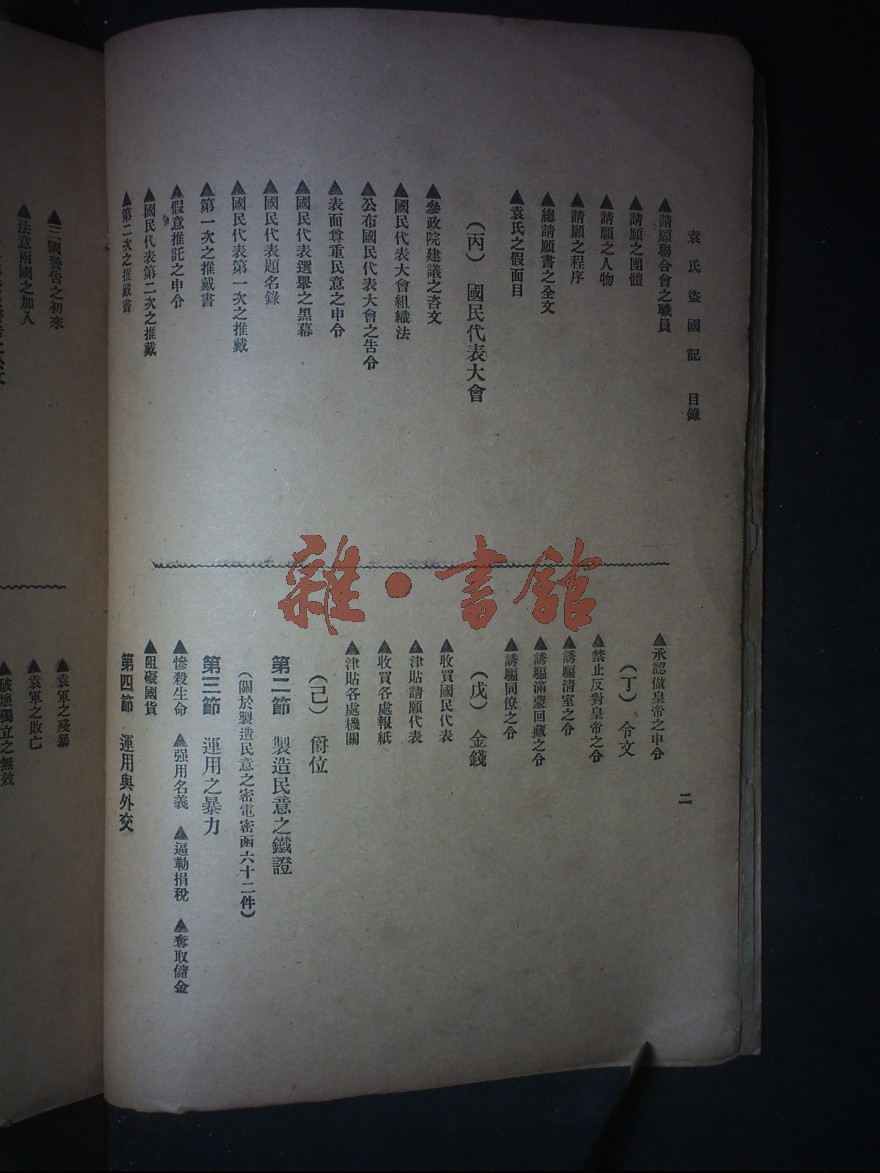 袁氏盜國記 目錄
二
▲請願聯合會之職員
▲請願之團體
▲請願之人物
▲請願之程序
▲總請願書之全文
▲袁氏之假面目
(丙) 國民代表大會
▲參政院建議之咨文
▲國民代表大會組織法
▲公布國民代表大會之告令
▲表面尊重民意之申令
▲國民代表選舉之黑幕
▲國民代表題名錄
▲國民代表第一次之推戴
▲第一次之推戴書
▲假意推託之申令
▲國民代表第二次之推戴
▲第二次之推戴書
▲承認做皇帝之申令
(丁) 令文
▲禁止反對皇帝之令
▲誘騙淸室之令
▲誘騙滿蒙回藏之令
▲誘騙同僚之令
(戊) 金錢
▲收買國民代表
▲津貼請願代表
▲收買各處報紙
▲津貼各處機關
(己) 爵位
第二節 製造民意之鐵證
(關於製造民意之密電密函六十二件)
第三節 運用之暴力
▲慘殺生命 ▲強用名義 ▲逼勒捐稅 ▲奪取儲金
▲阻礙國貨
第四節 運用與外交
▲三國警告之初來
▲法意兩國之加入
▲袁軍之殘暴
▲袁軍之敗亡
▲破壞獨立之無效
雜·書館